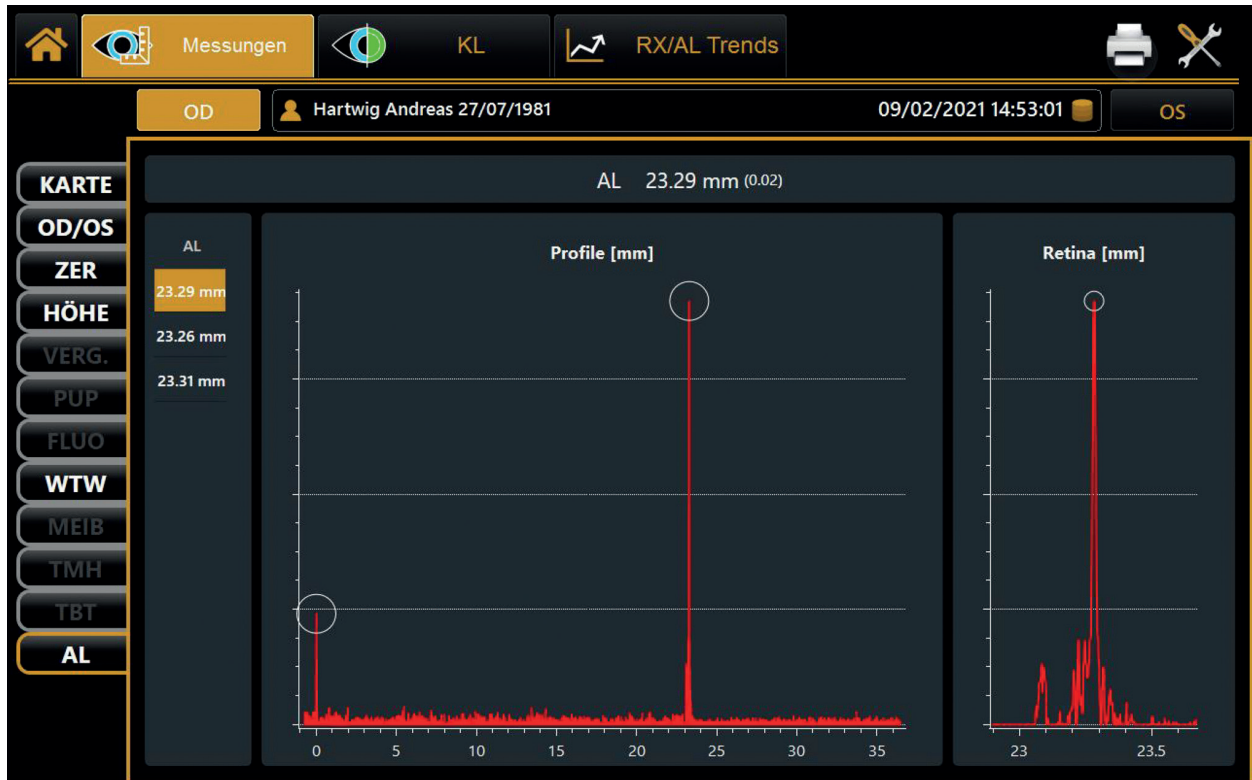 Messungen KL RX/AL Trends
OD Hartwig Andreas 27/07/1981 09/02/2021 14:53:01 OS
KARTE
OD/OS
ZER
HÖHE
VERG.
PUP
FLUO
WTW
MEIB
TMH
TBT
AL
AL 23.29 mm (0.02)
AL
23.29 mm
23.26 mm
23.31 mm
Profile [mm]
0 5 10 15 20 25 30 35
Retina [mm]
23 23.5